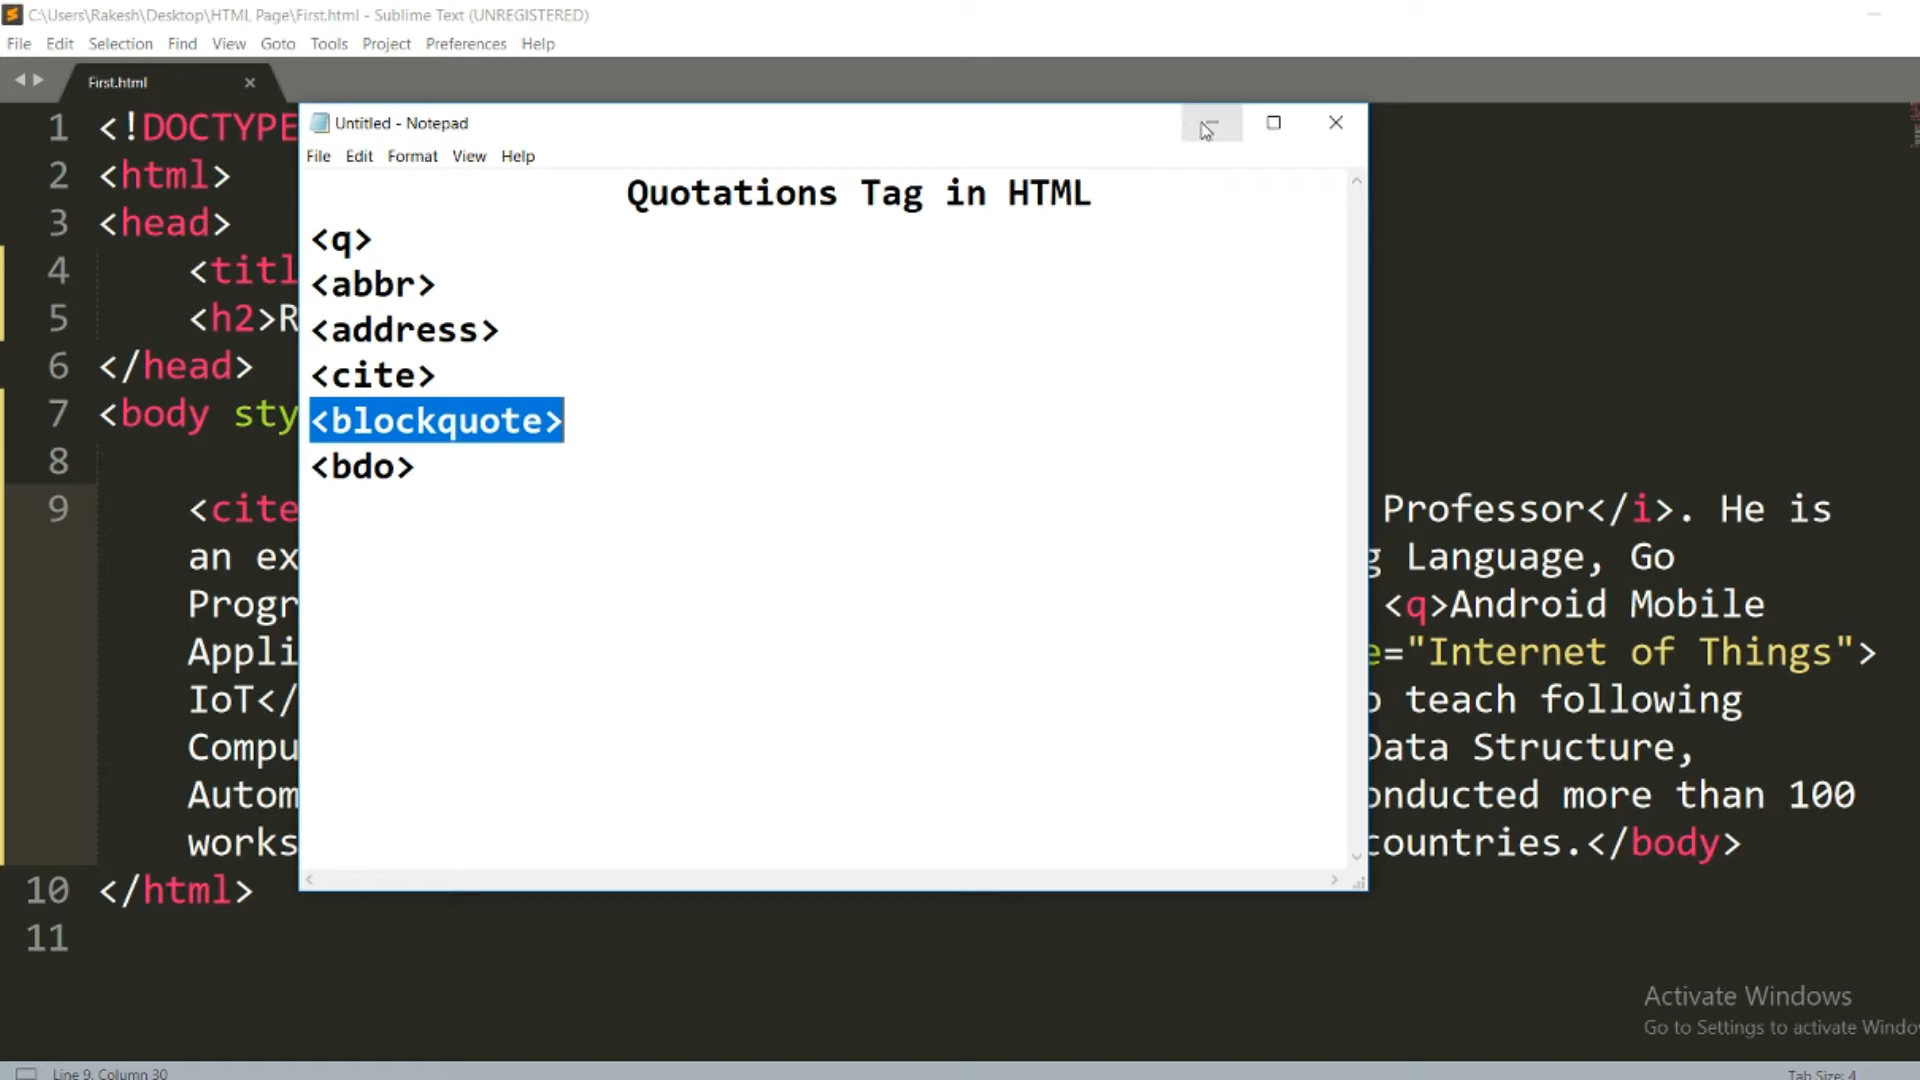 C:\Users\Rakesh\Desktop\HTML Page\First.html - Sublime Text (UNREGISTERED)
File Edit Selection Find View Goto Tools Project Preferences Help
First.html
Untitled - Notepad
File Edit Format View Help
Quotations Tag in HTML
<q>
<abbr>
<address>
<cite>
<blockquote>
<bdo>
1 <!DOCTYPE
2 <html>
3 <head>
4 <titl
5 <h2>R
6 </head>
7 <body sty
8
9 <cite Professor</i>. He is
an ex g Language, Go
Progr <q>Android Mobile
Appli e="Internet of Things">
IoT</ o teach following
Compu Data Structure,
Autom onducted more than 100
works countries.</body>
10 </html>
11
Activate Windows
Go to Settings to activate Windo
Line 9, Column 30
Tab Size: 4